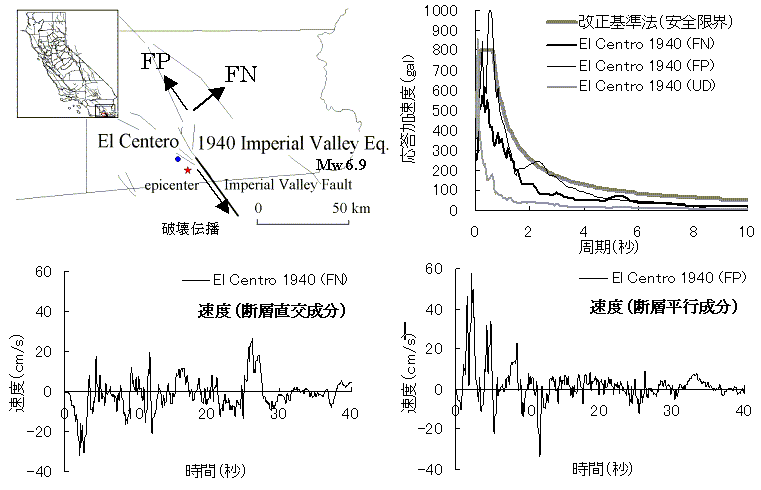 FP
FN
El Centero
1940 Imperial Valley Eq.
Mw 6.9
epicenter
Imperial Valley Fault
0 50 km
破壊伝播
応答加速度 (gal)
1000
900
800
700
600
500
400
300
200
100
0
0 2 4 6 8 10
周期(秒)
改正基準法(安全限界)
El Centro 1940 (FN)
El Centro 1940 (FP)
El Centro 1940 (UD)
速度 (cm/s)
60
40
20
0
-20
-40
0 10 20 30 40
時間(秒)
El Centro 1940 (FN)
速度 (断層直交成分)
速度 (cm/s)
60
40
20
0
-20
-40
0 10 20 30 40
時間(秒)
El Centro 1940 (FP)
速度 (断層平行成分)